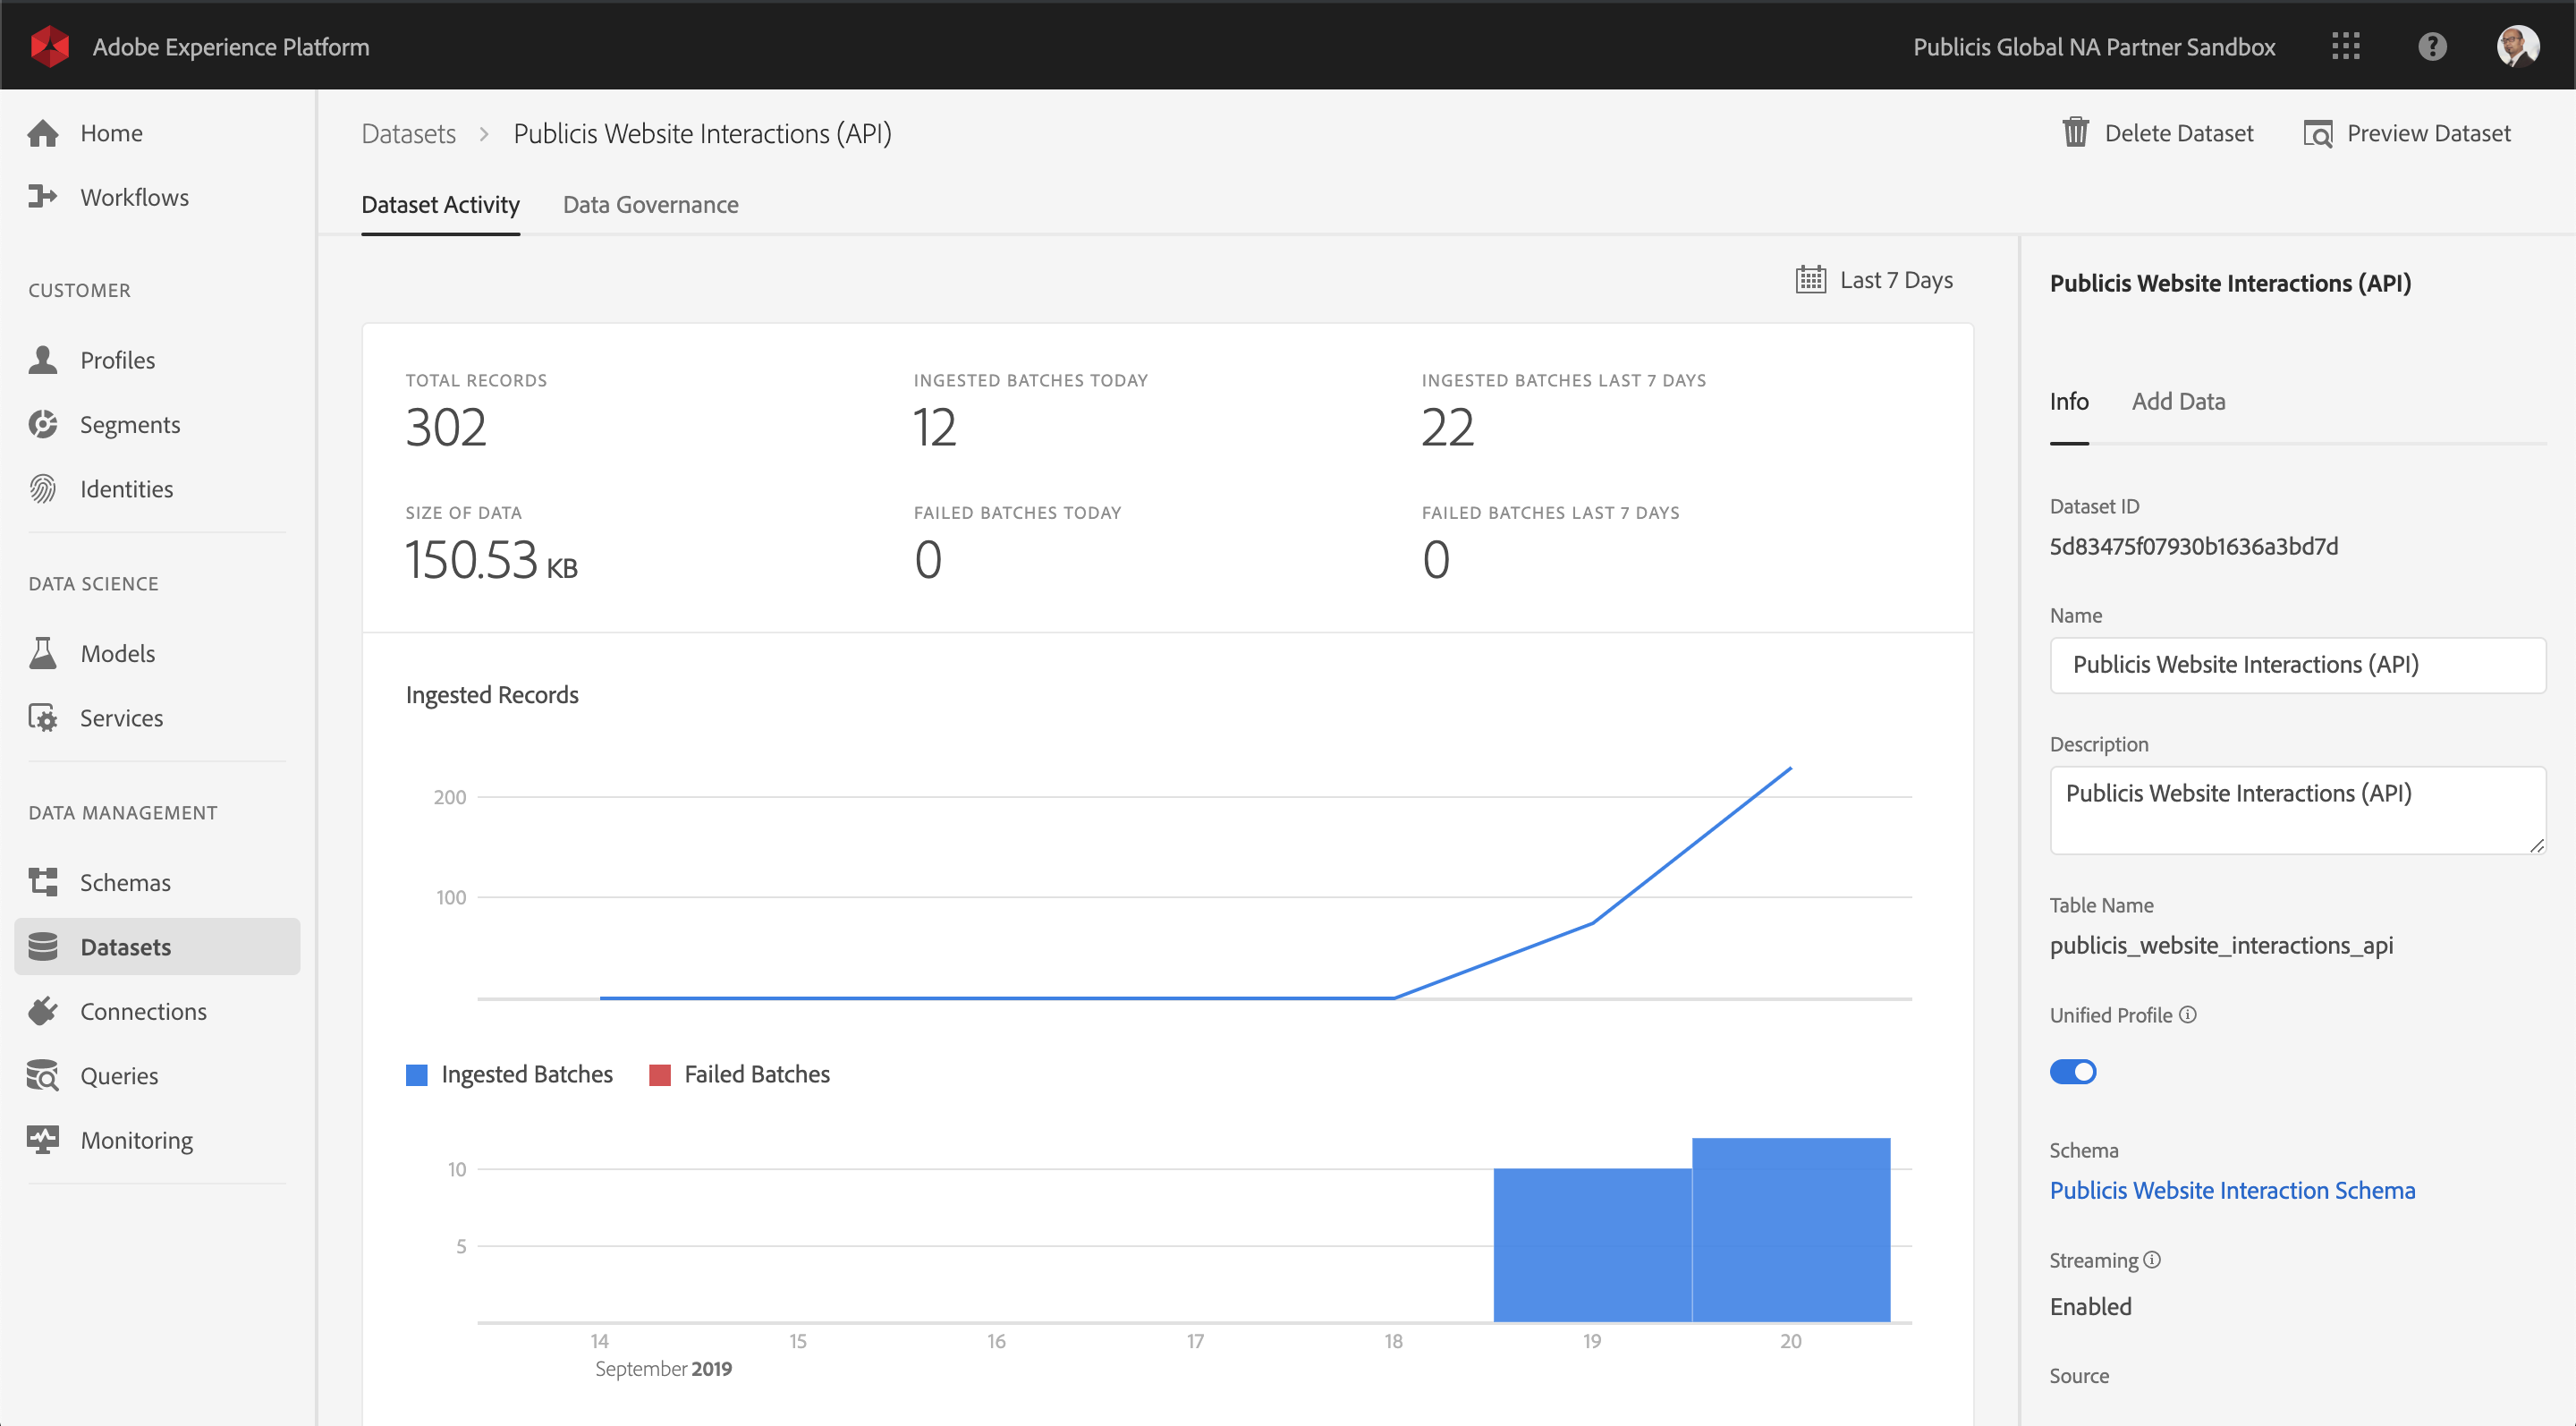 Adobe Experience Platform
Publicis Global NA Partner Sandbox
Home
Workflows
CUSTOMER
Profiles
Segments
Identities
DATA SCIENCE
Models
Services
DATA MANAGEMENT
Schemas
Datasets
Connections
Queries
Monitoring
Datasets > Publicis Website Interactions (API)
Delete Dataset
Preview Dataset
Dataset Activity
Data Governance
Last 7 Days
TOTAL RECORDS
302
INGESTED BATCHES TODAY
12
INGESTED BATCHES LAST 7 DAYS
22
SIZE OF DATA
150.53 KB
FAILED BATCHES TODAY
0
FAILED BATCHES LAST 7 DAYS
0
Ingested Records
200
100
Ingested Batches
Failed Batches
10
5
14 15 16 17 18 19 20
September 2019
Publicis Website Interactions (API)
Info
Add Data
Dataset ID
5d83475f07930b1636a3bd7d
Name
Publicis Website Interactions (API)
Description
Publicis Website Interactions (API)
Table Name
publicis_website_interactions_api
Unified Profile
Schema
Publicis Website Interaction Schema
Streaming
Enabled
Source